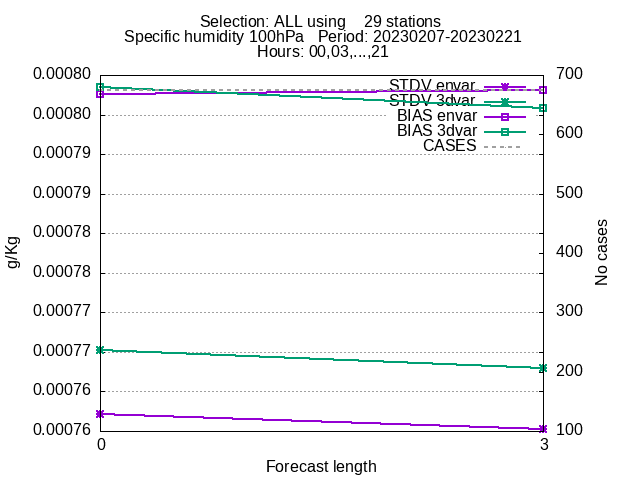 Selection: ALL using    29 stations
Specific humidity 100hPa   Period: 20230207-20230221
Hours: 00,03,...,21
0.00080
0.00080
0.00079
0.00079
0.00078
0.00078
0.00077
0.00077
0.00076
0.00076
g/Kg
STDV envar
STDV 3dvar
BIAS envar
BIAS 3dvar
CASES
700
600
500
400
300
200
100
No cases
0
3
Forecast length